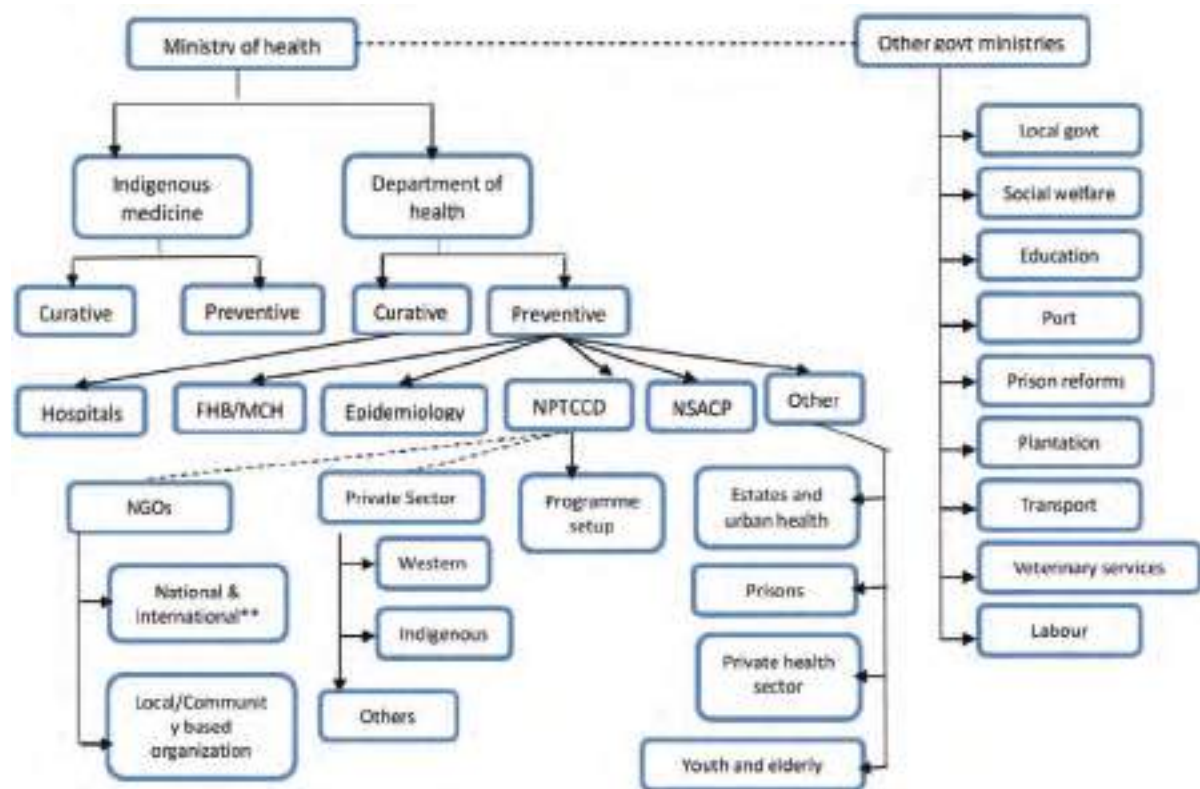 Ministry of health
Other govt ministries
Local govt
Indigenous
medicine
Department of
health
Social welfare
Education
Curative
Preventive
Curative
Preventive
Port
Hospitals
FHB/MCH
Epidemiology
NPTCCD
NSACP
Other
Prison reforms
Plantation
NGOs
Private Sector
Programme
setup
Estates and
urban health
Transport
Western
Veterinary services
National &
International**
Prisons
Indigenous
Labour
Private health
sector
Local/Communit
y based
organization
Others
Youth and elderly